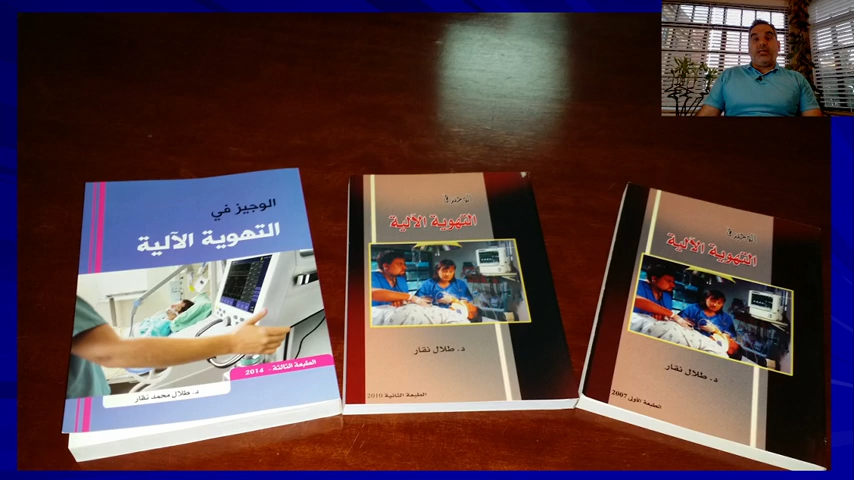 الوجيز في
التهوية الآلية
الطبعة الثالثة - 2014
د. طلال محمد نقار
الوجيز في
التهوية الآلية
د. طلال نقار
الطبعة الثانية 2010
الوجيز في
التهوية الآلية
د. طلال نقار
الطبعة الأولى 2007